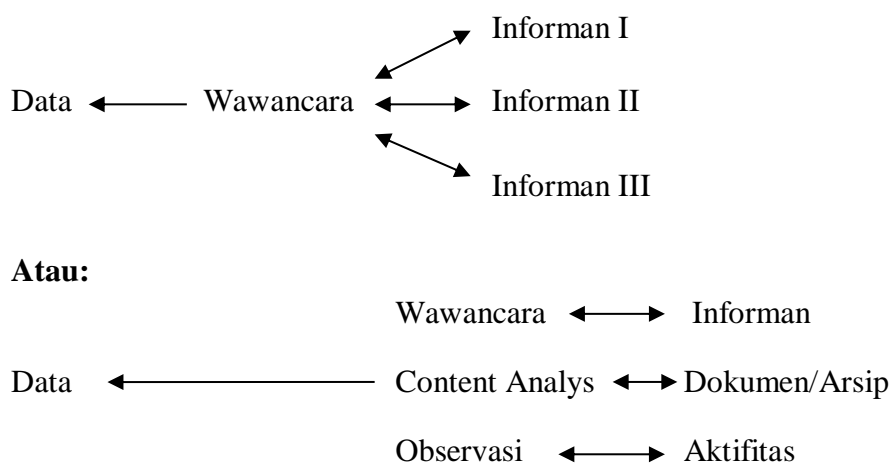 Informan I
Data Wawancara Informan II
Informan III
Atau:
Wawancara Informan
Data Content Analys Dokumen/Arsip
Observasi Aktifitas